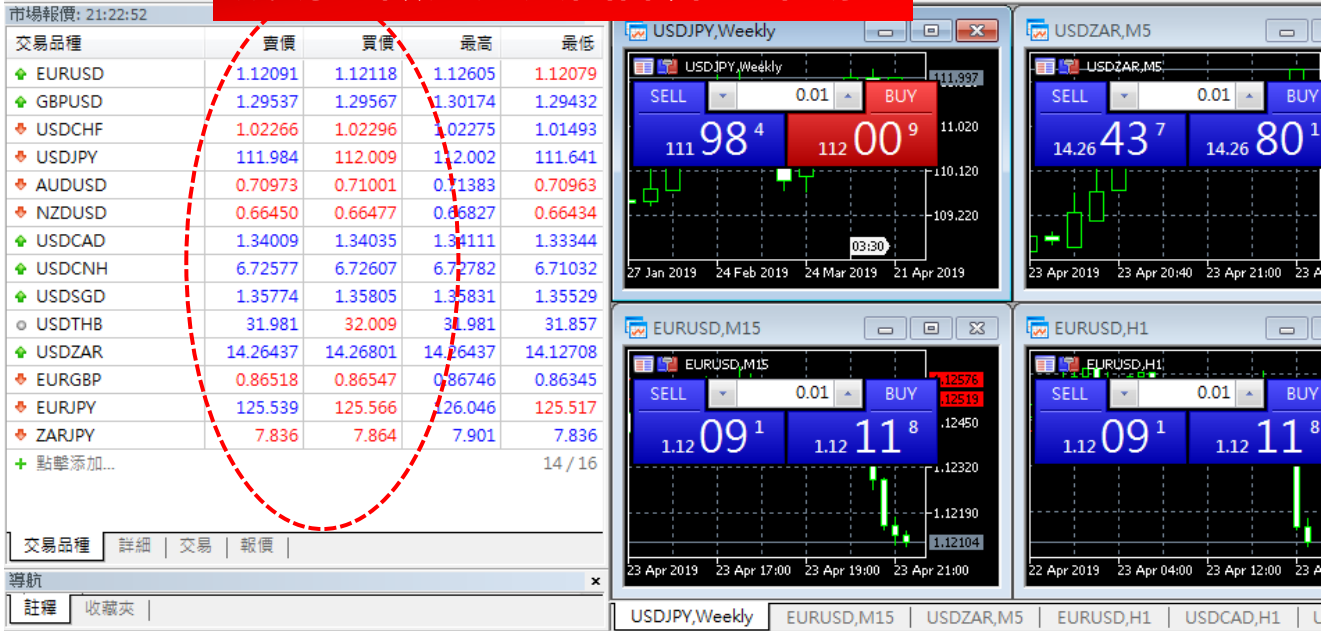 市場報價: 21:22:52
交易品種 賣價 買價 最高 最低
EURUSD 1.12091 1.12118 1.12605 1.12079
GBPUSD 1.29537 1.29567 1.30174 1.29432
USDCHF 1.02266 1.02296 1.02275 1.01493
USDJPY 111.984 112.009 112.002 111.641
AUDUSD 0.70973 0.71001 0.71383 0.70963
NZDUSD 0.66450 0.66477 0.66827 0.66434
USDCAD 1.34009 1.34035 1.34111 1.33344
USDCNH 6.72577 6.72607 6.72782 6.71032
USDSGD 1.35774 1.35805 1.35831 1.35529
USDTHB 31.981 32.009 31.981 31.857
USDZAR 14.26437 14.26801 14.26437 14.12708
EURGBP 0.86518 0.86547 0.86746 0.86345
EURJPY 125.539 125.566 126.046 125.517
ZARJPY 7.836 7.864 7.901 7.836
點擊添加... 14 / 16
交易品種 詳細 交易 報價
導航
註釋 收藏夾
USDJPY,Weekly
USDJPY,Weekly
111.997
SELL 0.01 BUY
111 98 4 112 00 9
11.020
110.120
109.220
03:30
27 Jan 2019 24 Feb 2019 24 Mar 2019 21 Apr 2019
USDZAR,M5
USDZAR,M5
SELL 0.01 BUY
14.26 43 7 14.26 80 1
23 Apr 2019 23 Apr 20:40 23 Apr 21:00 23 A
EURUSD,M15
EURUSD,M15
.12576
SELL 0.01 BUY
.12519
1.12 09 1 1.12 11 8
.12450
1.12320
1.12190
1.12104
23 Apr 2019 23 Apr 17:00 23 Apr 19:00 23 Apr 21:00
EURUSD,H1
EURUSD,H1
SELL 0.01 BUY
1.12 09 1 1.12 11 8
22 Apr 2019 23 Apr 04:00 23 Apr 12:00 23 A
USDJPY,Weekly EURUSD,M15 USDZAR,M5 EURUSD,H1 USDCAD,H1